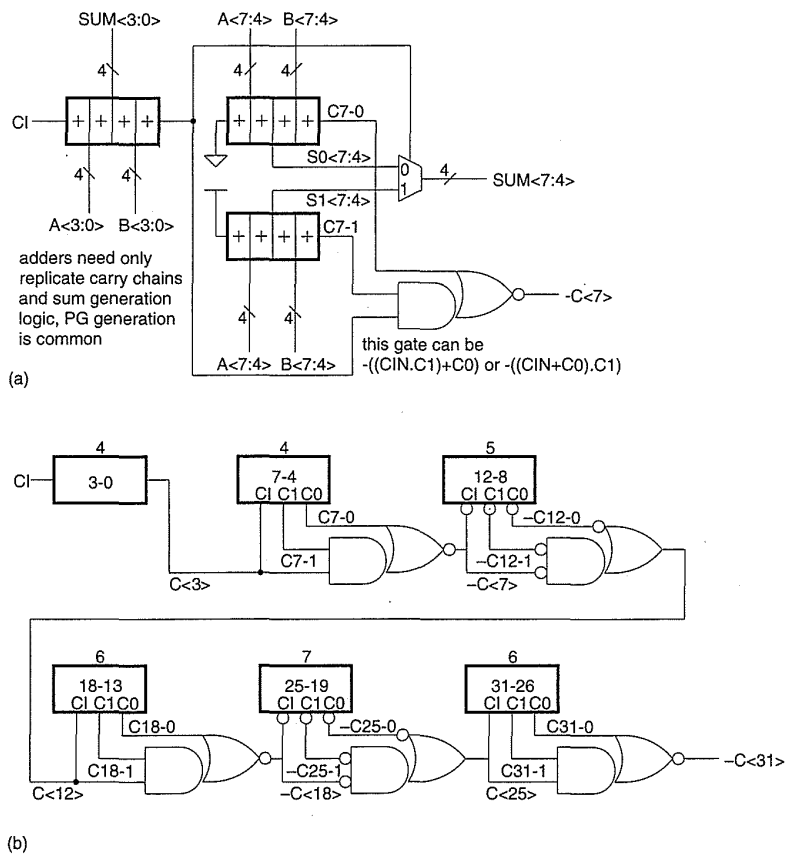 SUM<3:0>
A<7:4> B<7:4>
4
4 4
CI
+ + + +
+ + + +
C7-0
S0<7:4>
0
1
4
SUM<7:4>
4 4
S1<7:4>
A<3:0> B<3:0>
+ + + +
C7-1
adders need only
replicate carry chains
and sum generation
logic, PG generation
is common
4 4
-C<7>
A<7:4> B<7:4>
this gate can be
-((CIN.C1)+C0) or -((CIN+C0).C1)
(a)
4 4 5
CI
3-0
7-4
CI C1 C0
12-8
CI C1 C0
C7-0
–C12-0
C7-1
–C12-1
C<3>
–C<7>
6 7 6
18-13
CI C1 C0
25-19
CI C1 C0
31-26
CI C1 C0
C18-0
–C25-0
C31-0
C18-1
–C25-1
C31-1
–C<31>
C<12>
–C<18>
C<25>
(b)